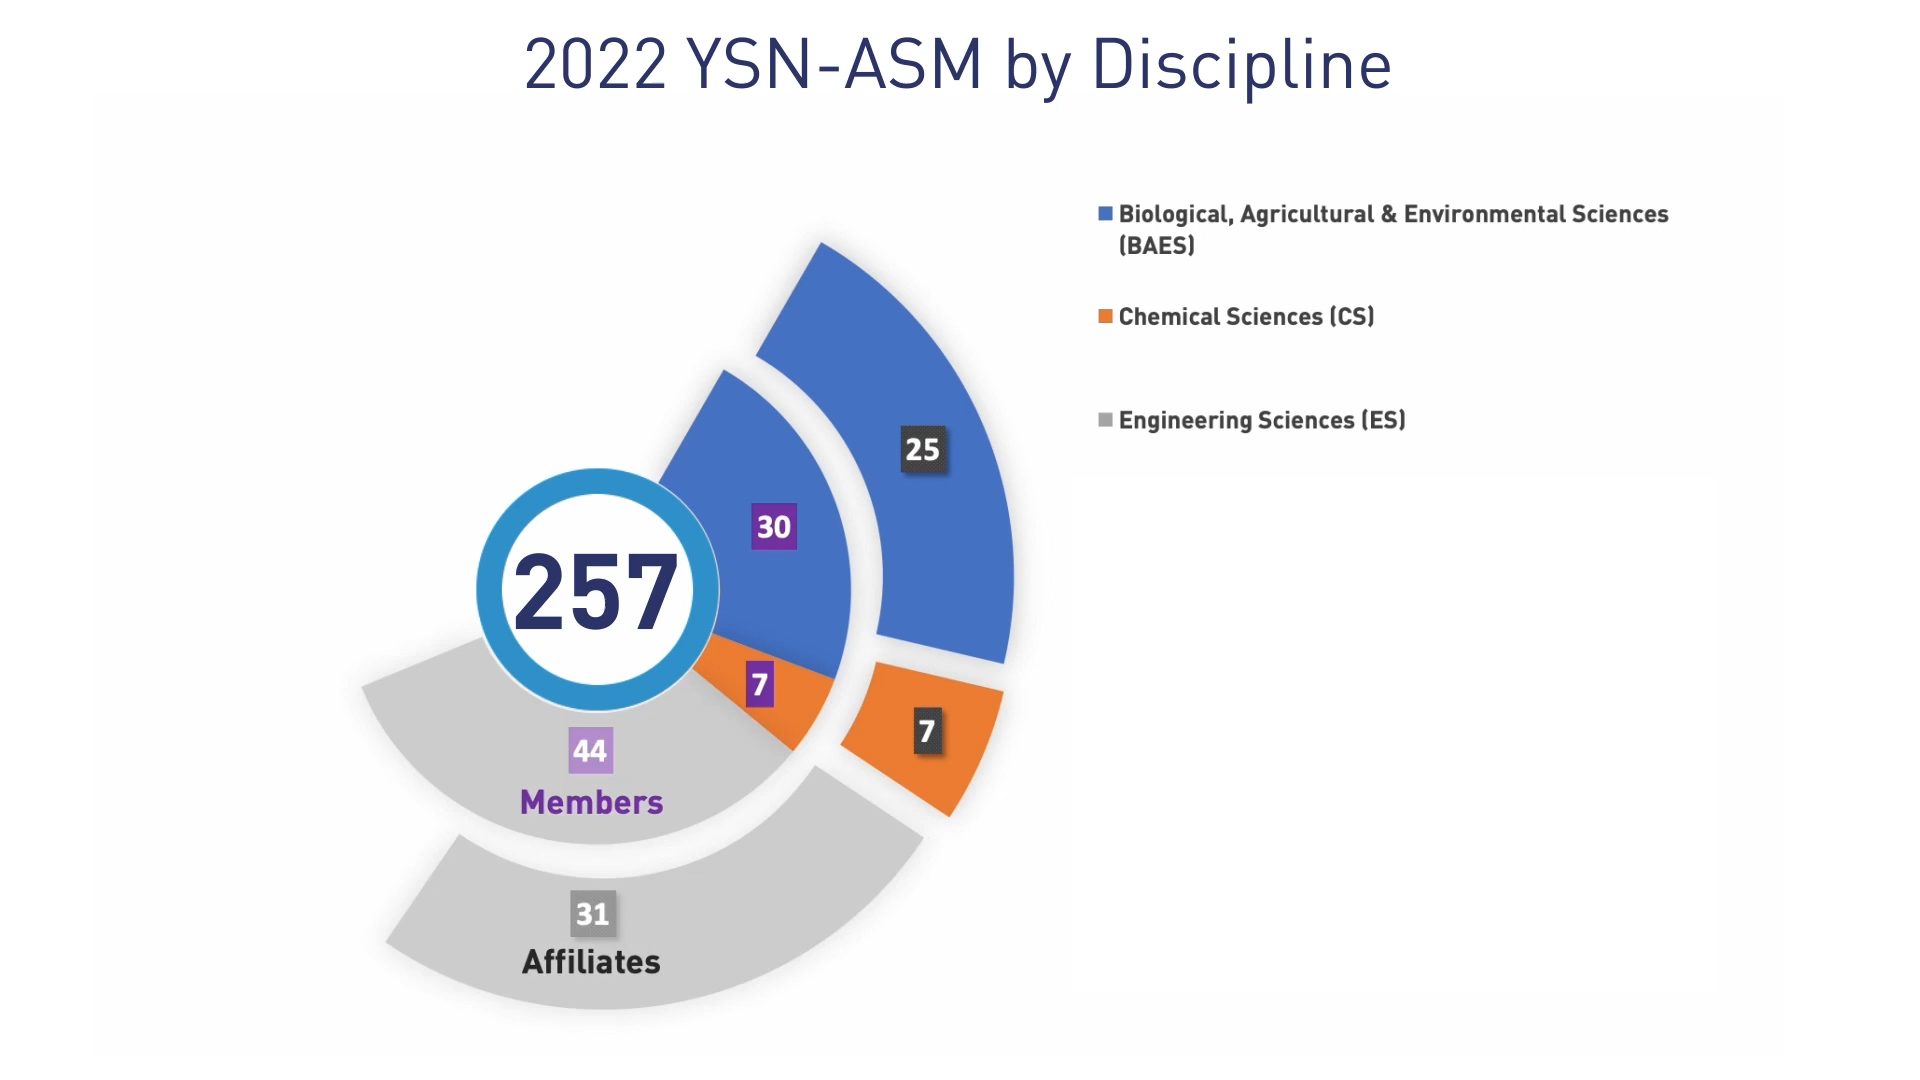 2022 YSN-ASM by Discipline
Biological, Agricultural & Environmental Sciences
(BAES)
Chemical Sciences (CS)
Engineering Sciences (ES)
25
30
257
7
7
44
Members
31
Affiliates